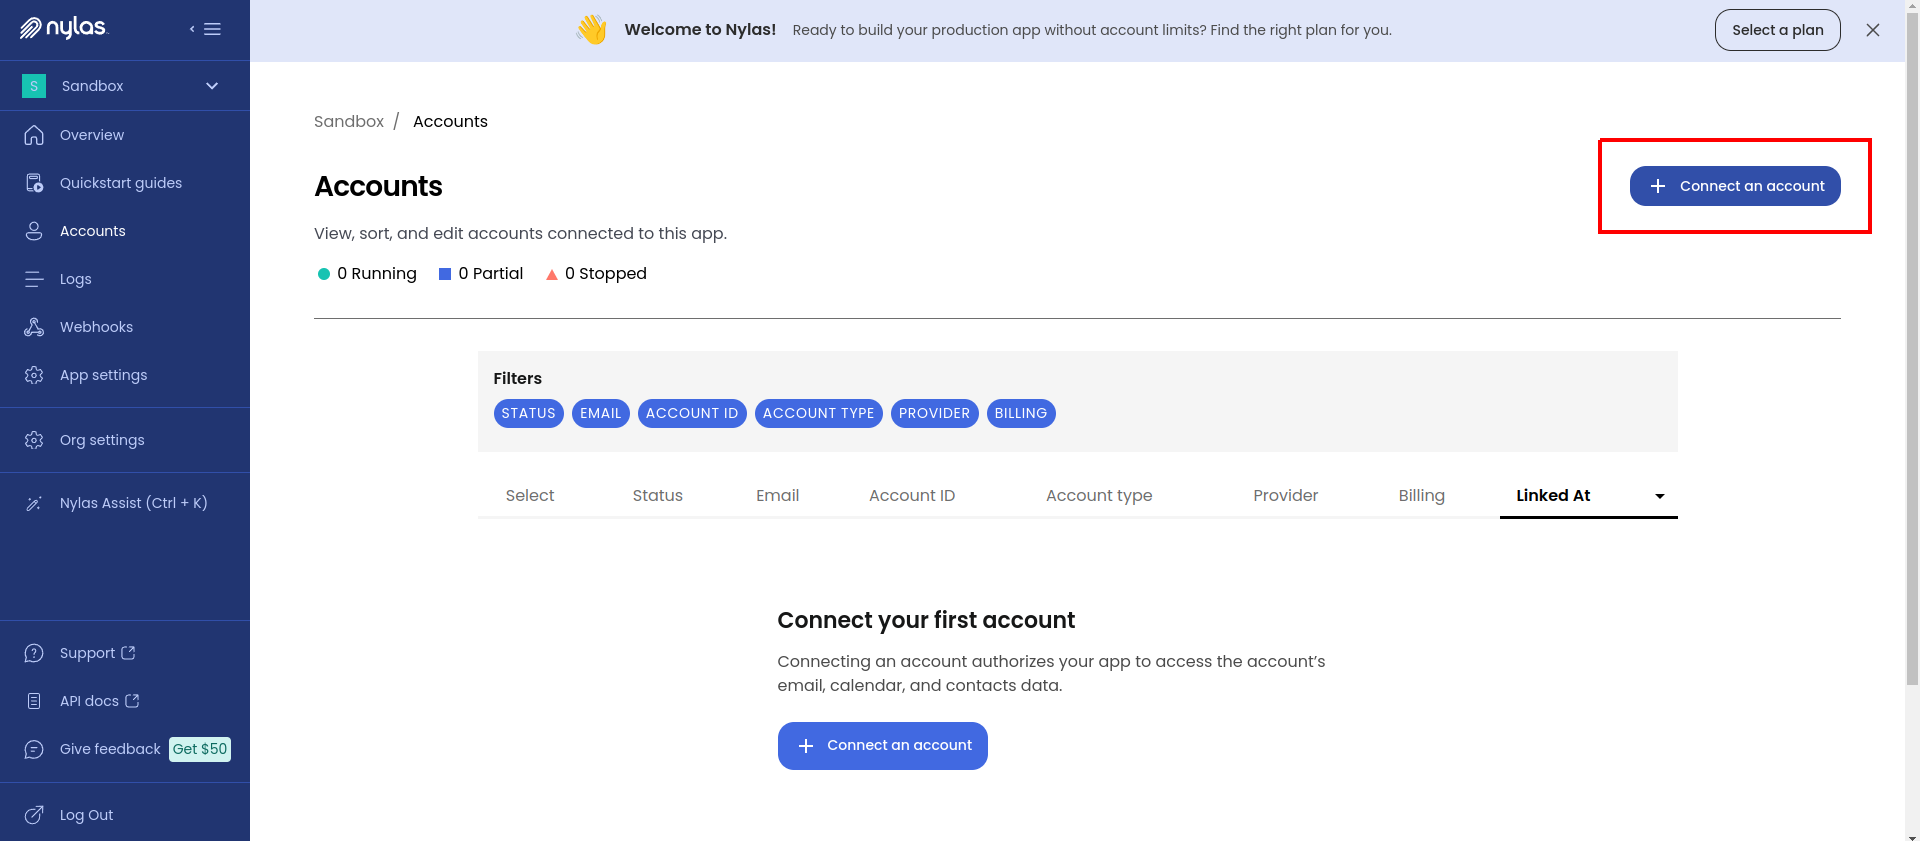 nylas
Sandbox
S
Overview
Quickstart guides
Accounts
Logs
Webhooks
App settings
Org settings
Nylas Assist (Ctrl + K)
Support
API docs
Give feedback Get $50
Log Out
Welcome to Nylas! Ready to build your production app without account limits? Find the right plan for you.
Select a plan
Sandbox / Accounts
Accounts
Connect an account
View, sort, and edit accounts connected to this app.
0 Running 0 Partial 0 Stopped
Filters
STATUS EMAIL ACCOUNT ID ACCOUNT TYPE PROVIDER BILLING
Select Status Email Account ID Account type Provider Billing Linked At
Connect your first account
Connecting an account authorizes your app to access the account’s
email, calendar, and contacts data.
Connect an account